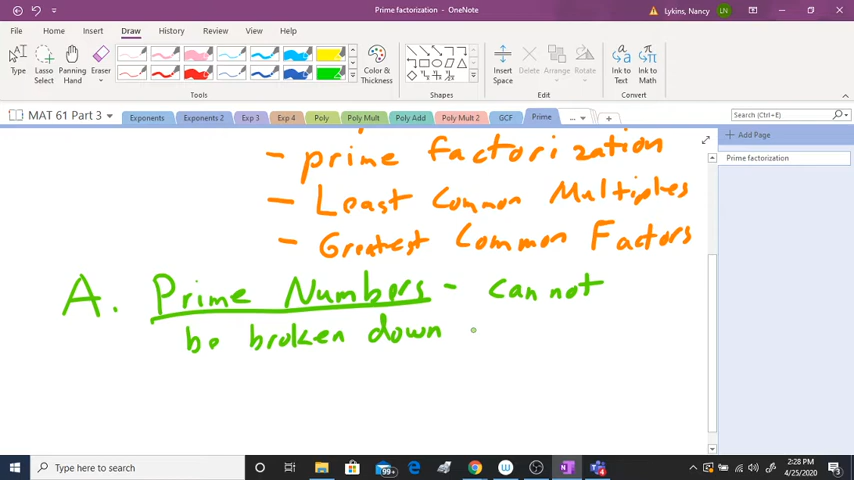 Prime factorization - OneNote
Lykins, Nancy LN
File Home Insert Draw History Review View Help
Type
Lasso Select
Panning Hand
Eraser
Color & Thickness
Insert Space
Delete
Arrange
Rotate
Ink to Text
Ink to Math
Tools Shapes Edit Convert
MAT 61 Part 3
Exponents Exponents 2 Exp 3 Exp 4 Poly Poly Mult Poly Add Poly Mult 2 GCF Prime ...
Search (Ctrl+E)
Add Page
Prime factorization
- prime factorization
- Least Common Multiples
- Greatest Common Factors
A. Prime Numbers - can not
be broken down
Type here to search
99+
2:28 PM
4/25/2020